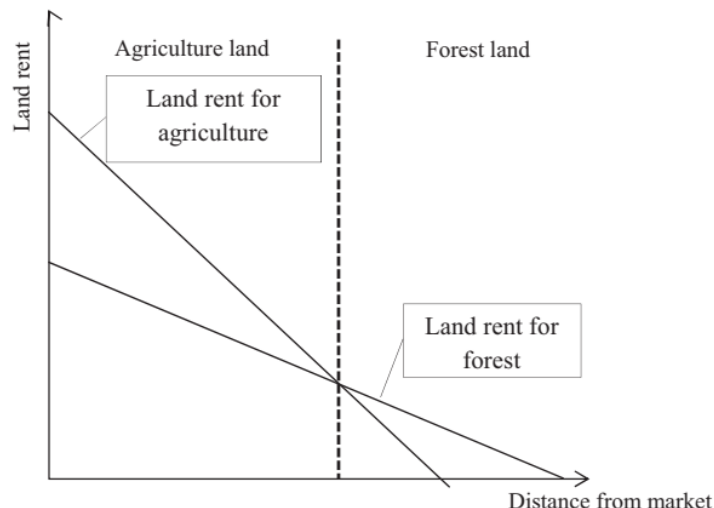 Land rent
Agriculture land
Forest land
Land rent for
agriculture
Land rent for
forest
Distance from market